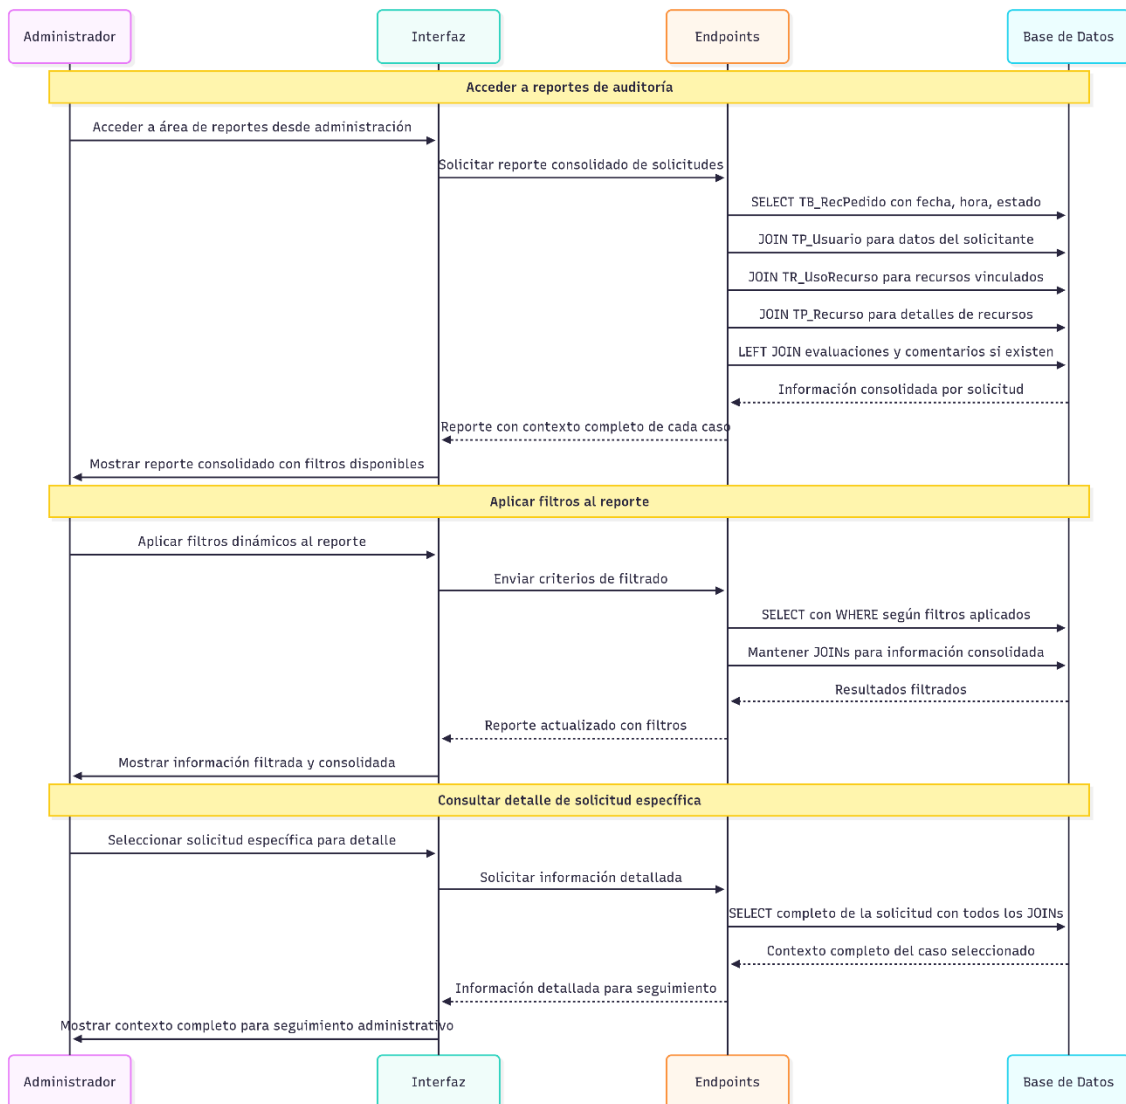 Administrador
Interfaz
Endpoints
Base de Datos
Acceder a reportes de auditoría
Acceder a área de reportes desde administración
Solicitar reporte consolidado de solicitudes
SELECT TB_RecPedido con fecha, hora, estado
JOIN TP_Usuario para datos del solicitante
JOIN TR_UsoRecurso para recursos vinculados
JOIN TP_Recurso para detalles de recursos
LEFT JOIN evaluaciones y comentarios si existen
Información consolidada por solicitud
Reporte con contexto completo de cada caso
Mostrar reporte consolidado con filtros disponibles
Aplicar filtros al reporte
Aplicar filtros dinámicos al reporte
Enviar criterios de filtrado
SELECT con WHERE según filtros aplicados
Mantener JOINs para información consolidada
Resultados filtrados
Reporte actualizado con filtros
Mostrar información filtrada y consolidada
Consultar detalle de solicitud específica
Seleccionar solicitud específica para detalle
Solicitar información detallada
SELECT completo de la solicitud con todos los JOINs
Contexto completo del caso seleccionado
Información detallada para seguimiento
Mostrar contexto completo para seguimiento administrativo
Administrador
Interfaz
Endpoints
Base de Datos